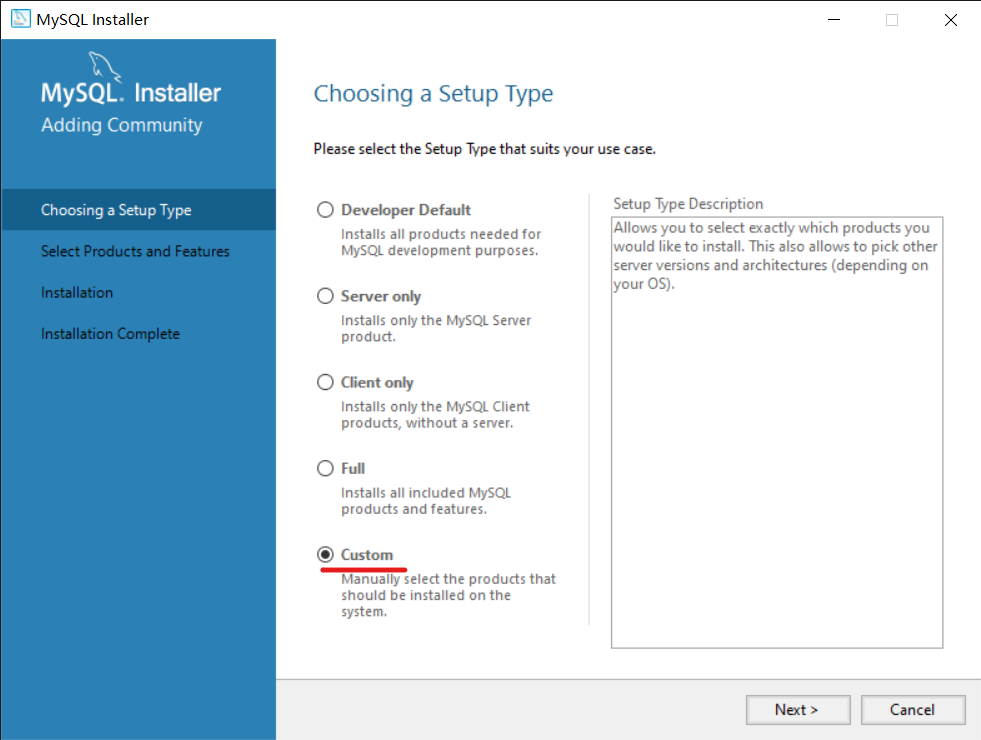 MySQL Installer
MySQL. Installer
Adding Community
Choosing a Setup Type
Select Products and Features
Installation
Installation Complete
Choosing a Setup Type
Please select the Setup Type that suits your use case.
Developer Default
Installs all products needed for
MySQL development purposes.
Server only
Installs only the MySQL Server
product.
Client only
Installs only the MySQL Client
products, without a server.
Full
Installs all included MySQL
products and features.
Custom
Manually select the products that
should be installed on the
system.
Setup Type Description
Allows you to select exactly which products you
would like to install. This also allows to pick other
server versions and architectures (depending on
your OS).
Next >
Cancel